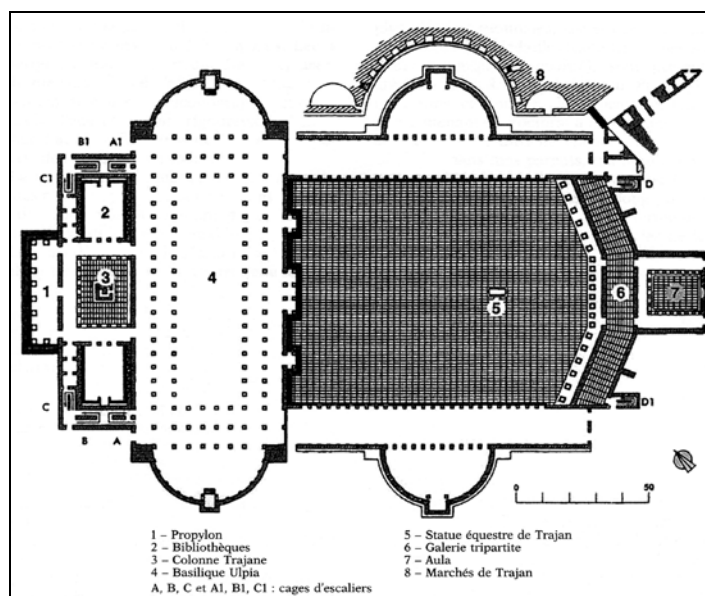 8
B1 A1
C1
D
2
3
1
4
5
6
7
C
D1
B A
0 50
1 – Propylon
2 – Bibliothèques
3 – Colonne Trajane
4 – Basilique Ulpia
A, B, C et A1, B1, C1 : cages d'escaliers
5 – Statue équestre de Trajan
6 – Galerie tripartite
7 – Aula
8 – Marchés de Trajan